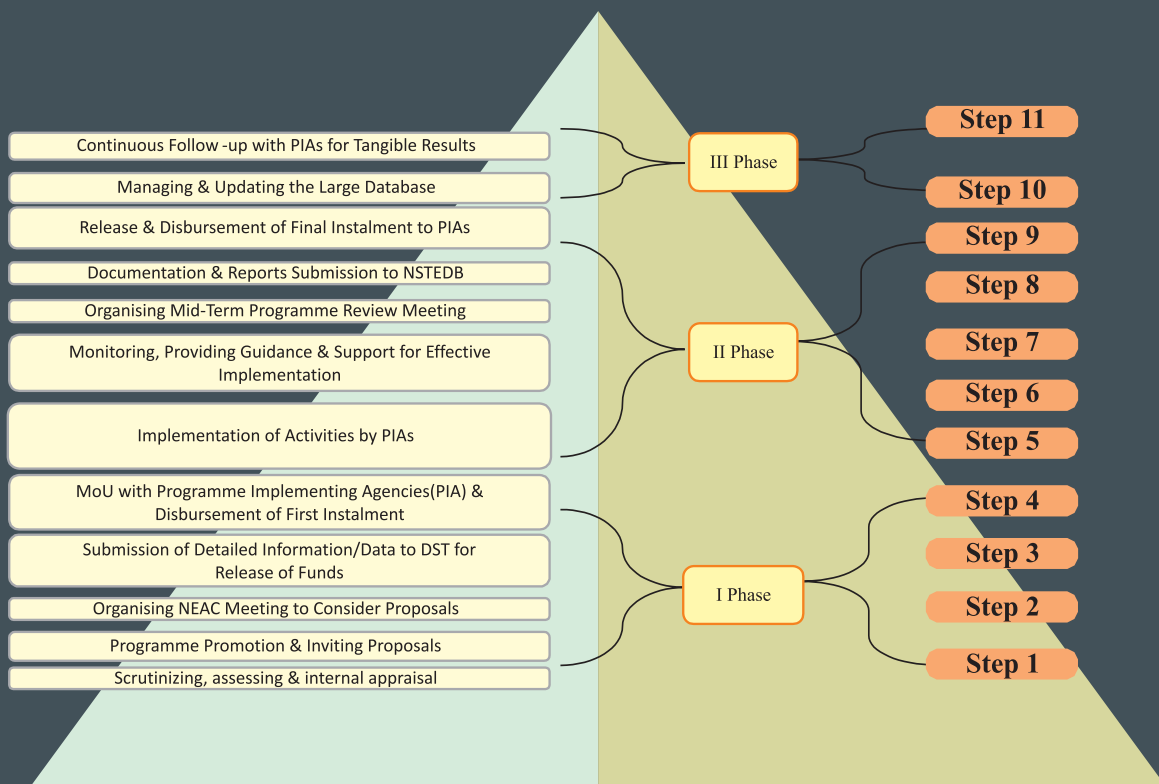 Continuous Follow -up with PIAs for Tangible Results
Managing & Updating the Large Database
Release & Disbursement of Final Instalment to PIAs
Documentation & Reports Submission to NSTEDB
Organising Mid-Term Programme Review Meeting
Monitoring, Providing Guidance & Support for Effective
Implementation
Implementation of Activities by PIAs
MoU with Programme Implementing Agencies(PIA) &
Disbursement of First Instalment
Submission of Detailed Information/Data to DST for
Release of Funds
Organising NEAC Meeting to Consider Proposals
Programme Promotion & Inviting Proposals
Scrutinizing, assessing & internal appraisal
III Phase
II Phase
I Phase
Step 11
Step 10
Step 9
Step 8
Step 7
Step 6
Step 5
Step 4
Step 3
Step 2
Step 1